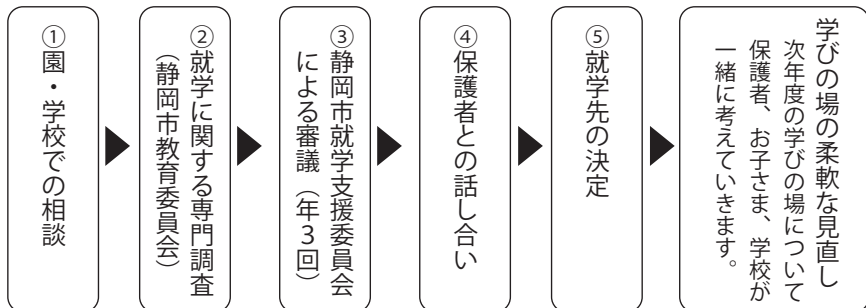 ①園・学校での相談
②就学に関する専門調査
（静岡市教育委員会）
③静岡市就学支援委員会
による審議（年3回）
④保護者との話し合い
⑤就学先の決定
学びの場の柔軟な見直し
次年度の学びの場について
保護者、お子さま、学校が
一緒に考えていきます。